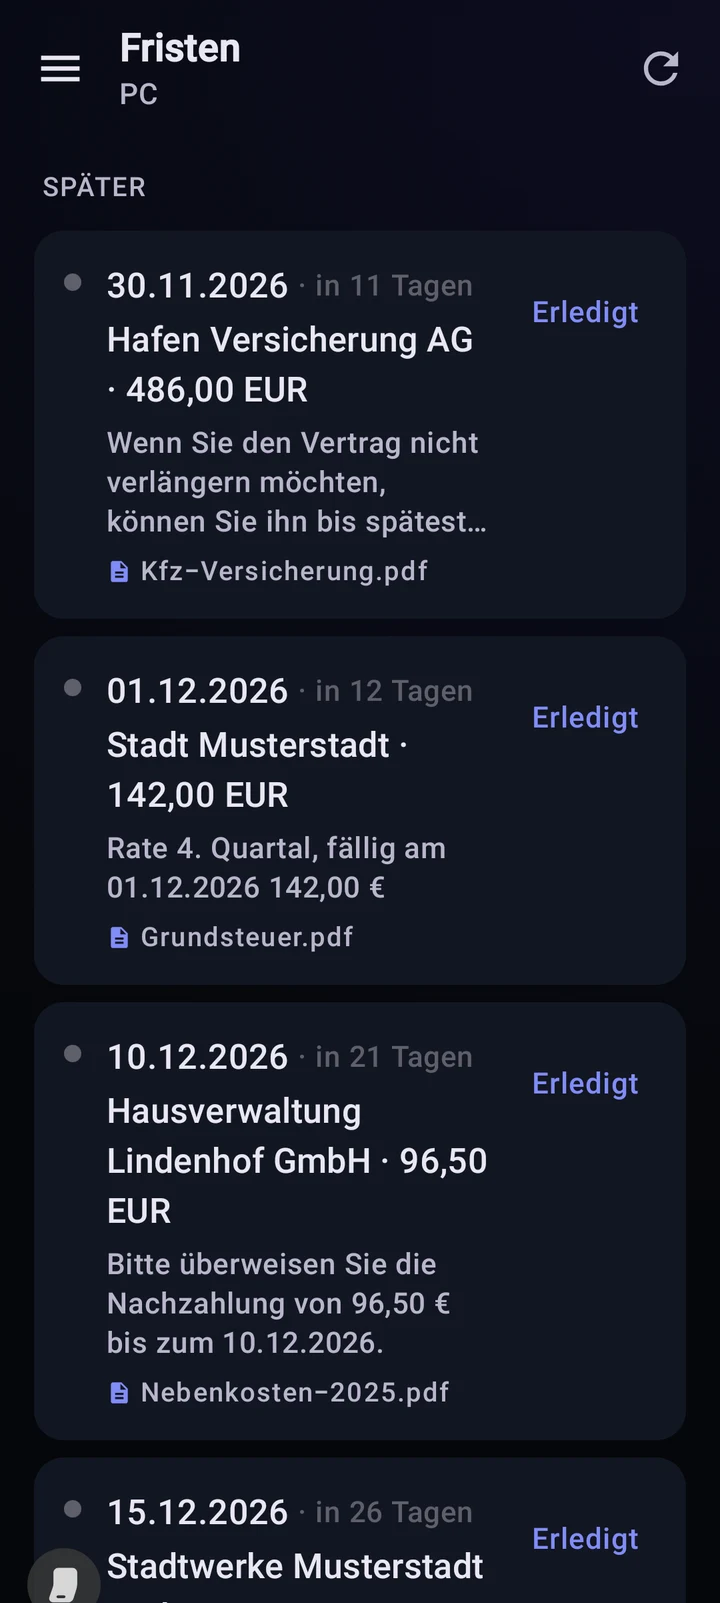 Fristen
PC
SPÄTER
30.11.2026 · in 11 Tagen
Erledigt
Hafen Versicherung AG
· 486,00 EUR
Wenn Sie den Vertrag nicht
verlängern möchten,
können Sie ihn bis spätest…
Kfz-Versicherung.pdf
01.12.2026 · in 12 Tagen
Erledigt
Stadt Musterstadt ·
142,00 EUR
Rate 4. Quartal, fällig am
01.12.2026 142,00 €
Grundsteuer.pdf
10.12.2026 · in 21 Tagen
Erledigt
Hausverwaltung
Lindenhof GmbH · 96,50
EUR
Bitte überweisen Sie die
Nachzahlung von 96,50 €
bis zum 10.12.2026.
Nebenkosten-2025.pdf
15.12.2026 · in 26 Tagen
Erledigt
Stadtwerke Musterstadt